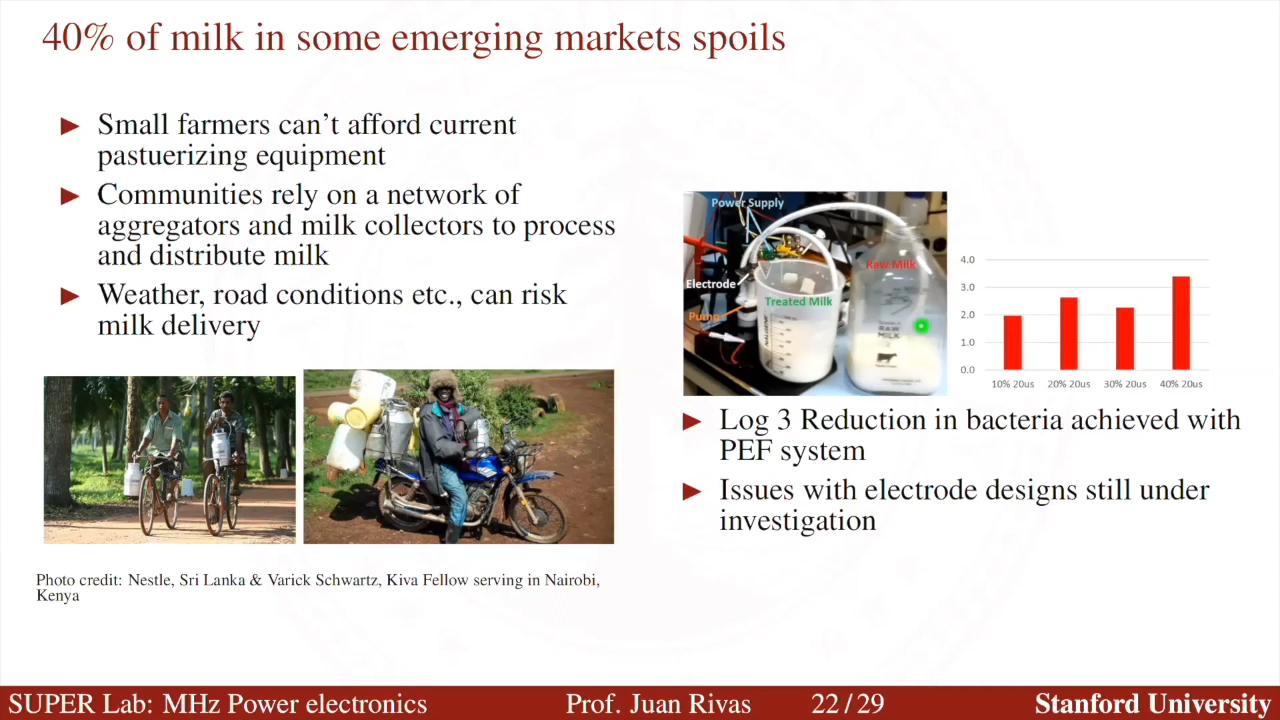 40% of milk in some emerging markets spoils
Small farmers can't afford current
pastuerizing equipment
Communities rely on a network of
aggregators and milk collectors to process
and distribute milk
Weather, road conditions etc., can risk
milk delivery
Photo credit: Nestle, Sri Lanka & Varick Schwartz, Kiva Fellow serving in Nairobi,
Kenya
Power Supply
Raw Milk
Electrode
Treated Milk
Pump
NALGENE
RAW
MILK
4.0
3.0
2.0
1.0
0.0
10% 20us 20% 20us 30% 20us 40% 20us
Log 3 Reduction in bacteria achieved with
PEF system
Issues with electrode designs still under
investigation
SUPER Lab: MHz Power electronics Prof. Juan Rivas 22/29 Stanford University